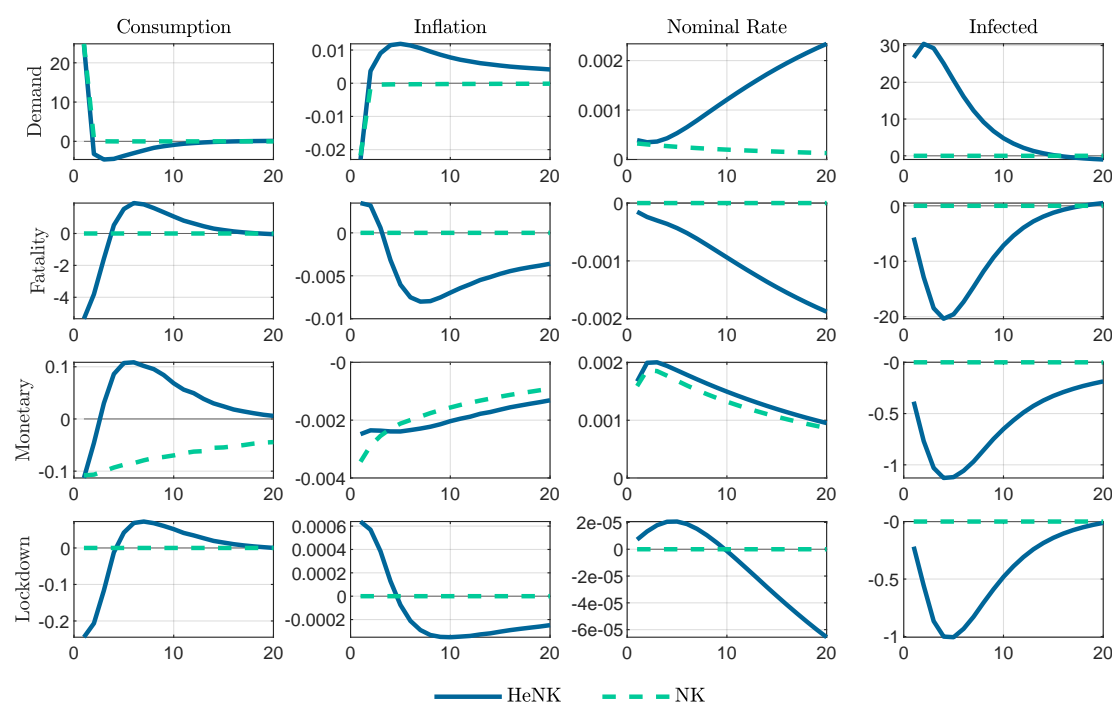 Consumption Inflation Nominal Rate Infected
Demand
20
10
0
0 10 20
0.01
0
-0.01
-0.02
0 10 20
0.002
0.001
0
0 10 20
30
20
10
0
0 10 20
Fatality
0
-2
-4
0 10 20
0
-0.005
-0.01
0 10 20
0
-0.001
-0.002
0 10 20
0
-10
-20
0 10 20
Monetary
0.1
0
-0.1
0 10 20
-0
-0.002
-0.004
0 10 20
0.002
0.001
0
0 10 20
-0
-0.5
-1
0 10 20
Lockdown
0
-0.1
-0.2
0 10 20
0.0006
0.0004
0.0002
0
-0.0002
0 10 20
2e-05
0
-2e-05
-4e-05
-6e-05
0 10 20
-0
-0.5
-1
0 10 20
HeNK NK